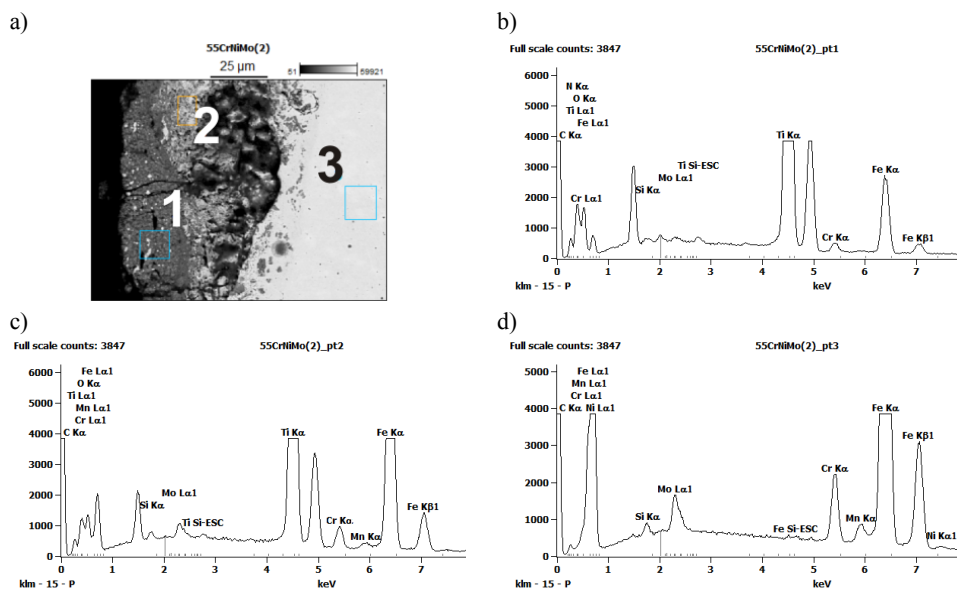 a)
55CrNiMo(2)
25 µm
51 59921
2
3
1
b)
Full scale counts: 3847 55CrNiMo(2)_pt1
6000
5000
4000
3000
2000
1000
0
N Kα
O Kα
Ti Lα1
Fe Lα1
C Kα
Cr Lα1
Si Kα
Mo Lα1
Ti Si-ESC
Ti Kα
Cr Kα
Fe Kα
Fe Kβ1
0 1 2 3 4 5 6 7
klm - 15 - P keV
c)
Full scale counts: 3847 55CrNiMo(2)_pt2
6000
5000
4000
3000
2000
1000
0
Fe Lα1
O Kα
Ti Lα1
Mn Lα1
Cr Lα1
C Kα
Si Kα
Mo Lα1
Ti Si-ESC
Ti Kα
Cr Kα
Mn Kα
Fe Kα
Fe Kβ1
0 1 2 3 4 5 6 7
klm - 15 - P keV
d)
Full scale counts: 3847 55CrNiMo(2)_pt3
5000
4000
3000
2000
1000
0
Fe Lα1
Mn Lα1
Cr Lα1
C Kα Ni Lα1
Si Kα
Mo Lα1
Fe Si-ESC
Cr Kα
Mn Kα
Fe Kα
Fe Kβ1
Ni Kα1
0 1 2 3 4 5 6 7
klm - 15 - P keV